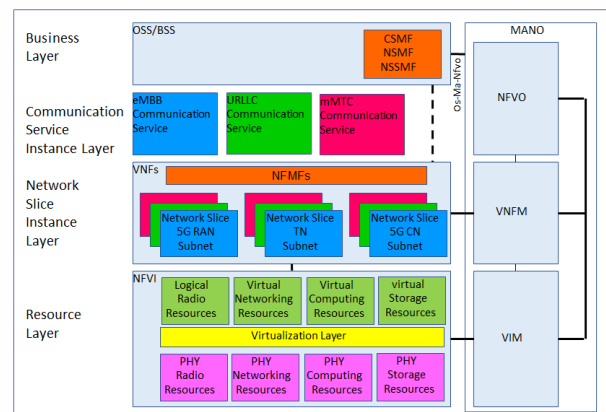 Business
Layer
OSS/BSS
CSMF
NSMF
NSSMF
MANO
Os-Ma-Nfvo
NFVO
Communication
Service
Instance Layer
eMBB
Communication
Service
URLLC
Communication
Service
mMTC
Communication
Service
Network
Slice
Instance
Layer
VNFs
NFMFs
Network Slice
5G RAN
Subnet
Network Slice
TN
Subnet
Network Slice
5G CN
Subnet
VNFM
Resource
Layer
NFVI
Logical
Radio
Resources
Virtual
Networking
Resources
Virtual
Computing
Resources
virtual
Storage
Resources
Virtualization Layer
VIM
PHY
Radio
Resources
PHY
Networking
Resources
PHY
Computing
Resources
PHY
Storage
Resources